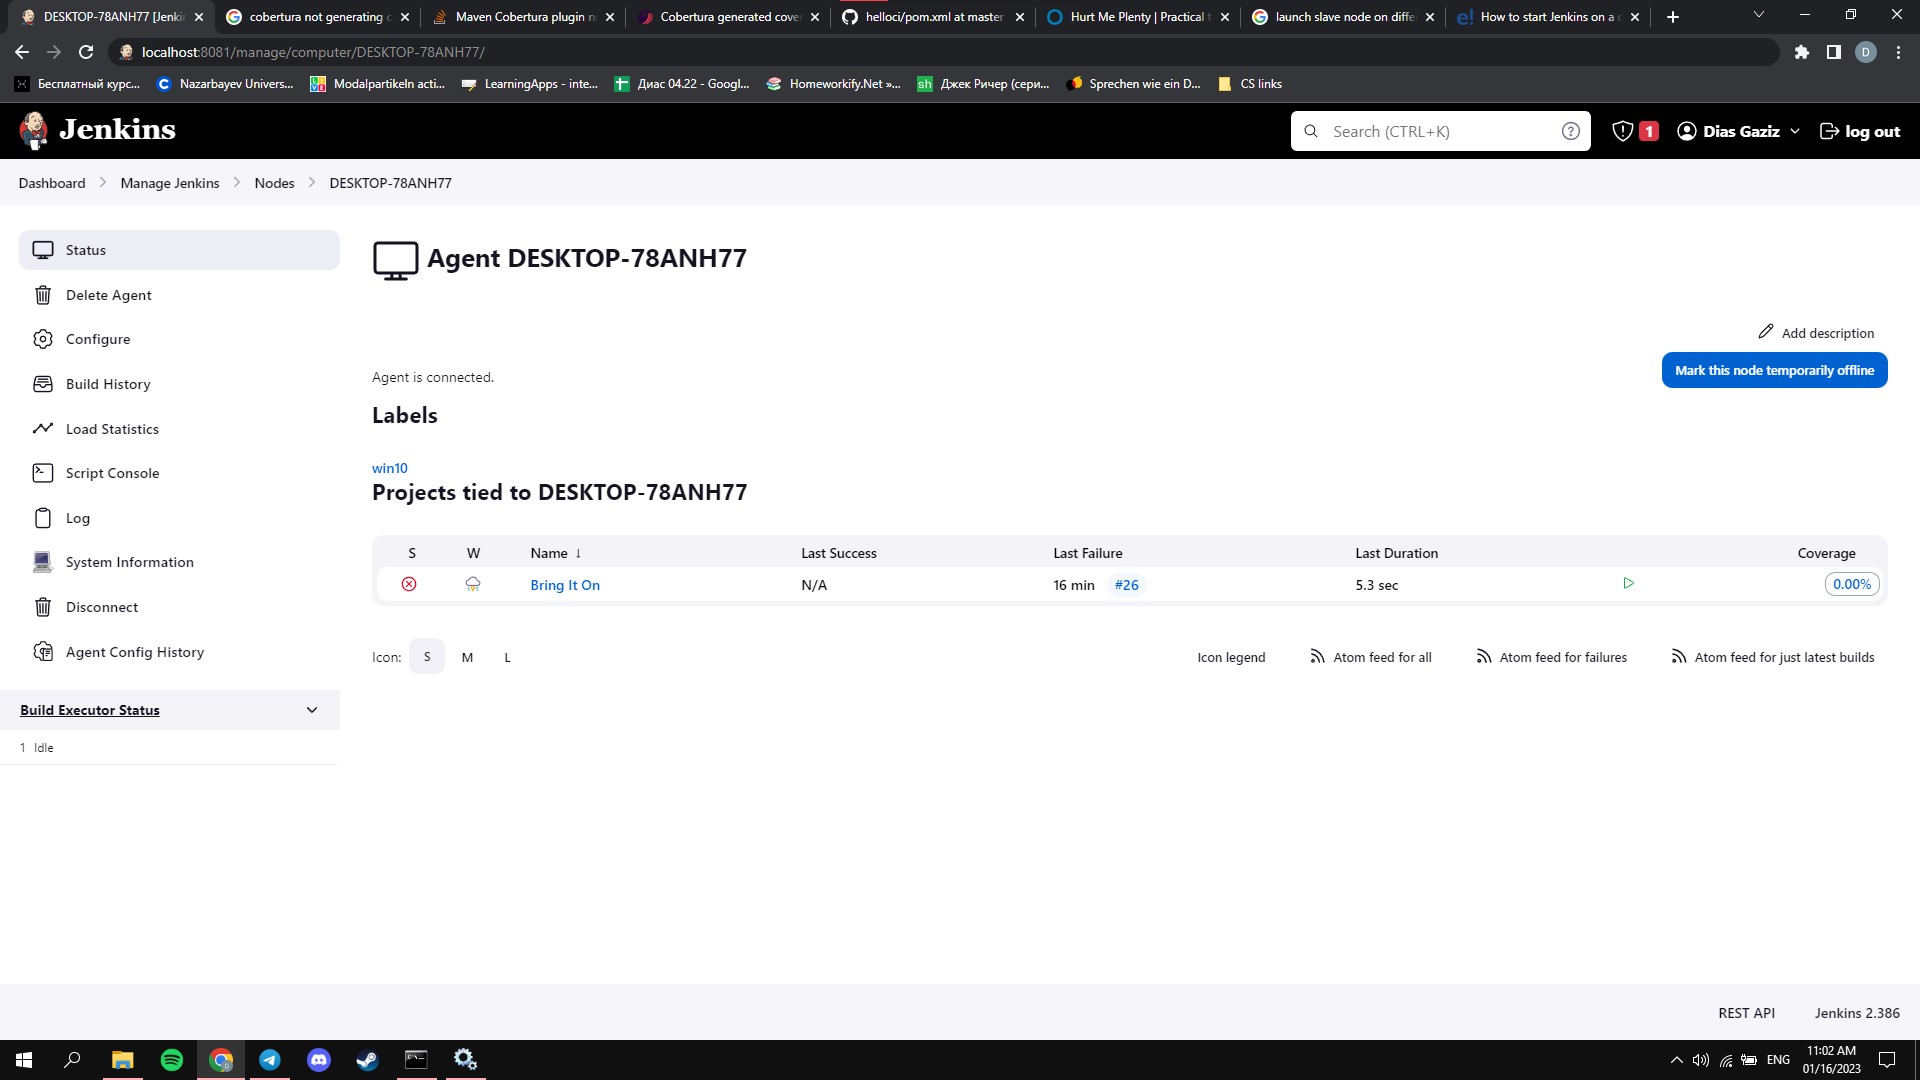 DESKTOP-78ANH77 [Jenki
cobertura not generating c
Maven Cobertura plugin n
Cobertura generated cove
helloci/pom.xml at master
Hurt Me Plenty | Practical t
launch slave node on diffe
How to start Jenkins on a c
localhost:8081/manage/computer/DESKTOP-78ANH77/
D
Бесплатный курс...
Nazarbayev Univers...
Modalpartikeln acti...
LearningApps - inte...
Диас 04.22 - Googl...
Homeworkify.Net »...
Джек Ричер (сери...
Sprechen wie ein D...
CS links
Jenkins
Search (CTRL+K)
1
Dias Gaziz
log out
Dashboard
Manage Jenkins
Nodes
DESKTOP-78ANH77
Status
Delete Agent
Configure
Build History
Load Statistics
Script Console
Log
System Information
Disconnect
Agent Config History
Build Executor Status
1 Idle
Agent DESKTOP-78ANH77
Add description
Mark this node temporarily offline
Agent is connected.
Labels
win10
Projects tied to DESKTOP-78ANH77
S W Name ↓ Last Success Last Failure Last Duration Coverage
Bring It On N/A 16 min #26 5.3 sec 0.00%
Icon: S M L
Icon legend
Atom feed for all
Atom feed for failures
Atom feed for just latest builds
REST API
Jenkins 2.386
ENG
11:02 AM
01/16/2023